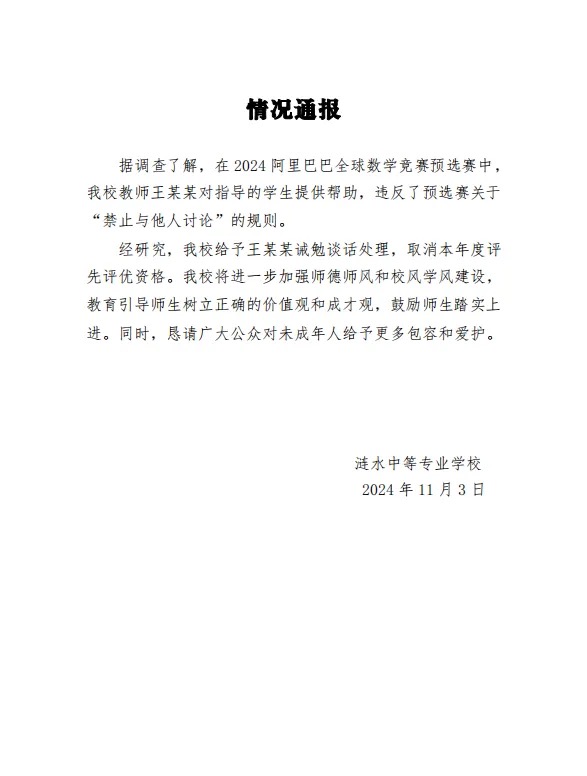 情况通报
据调查了解，在 2024 阿里巴巴全球数学竞赛预选赛中，
我校教师王某某对指导的学生提供帮助，违反了预选赛关于
“禁止与他人讨论”的规则。
经研究，我校给予王某某诫勉谈话处理，取消本年度评
先评优资格。我校将进一步加强师德师风和校风学风建设，
教育引导师生树立正确的价值观和成才观，鼓励师生踏实上
进。同时，恳请广大公众对未成年人给予更多包容和爱护。
涟水中等专业学校
2024 年 11 月 3 日